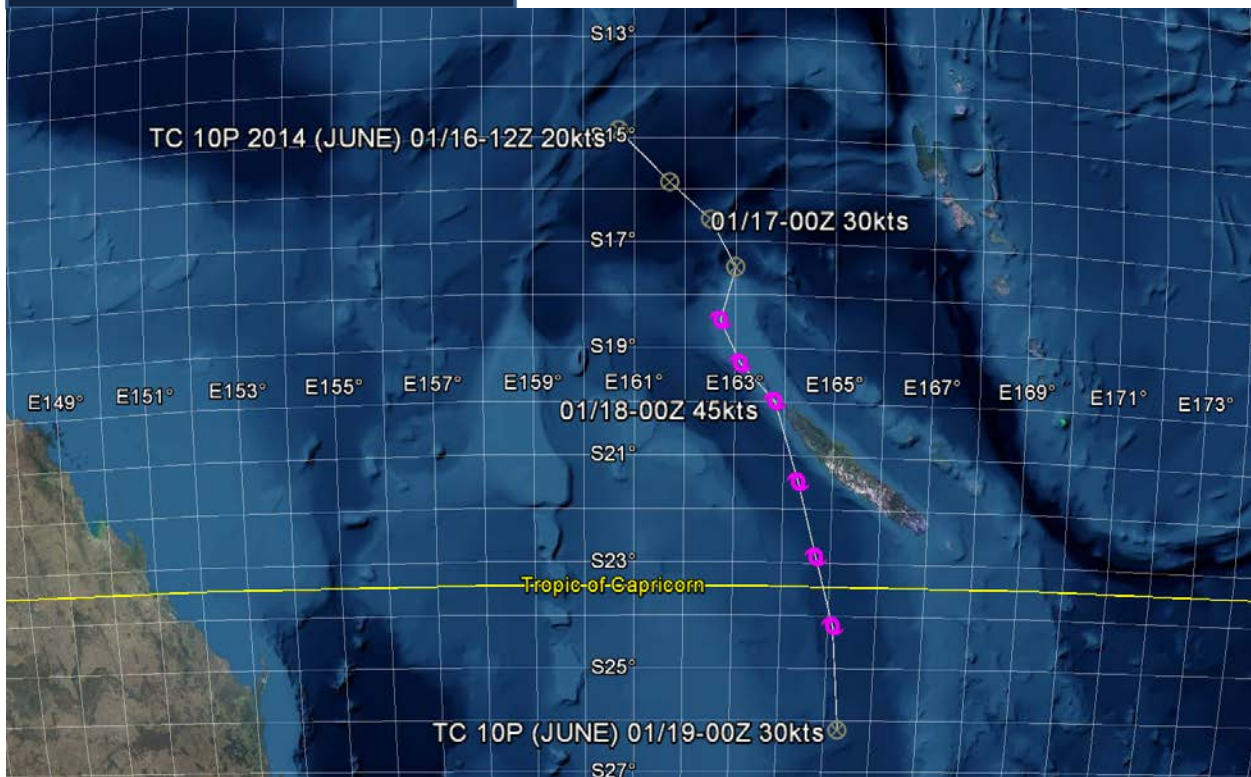 S13°
TC 10P 2014 (JUNE) 01/16-12Z 20kts
S15°
01/17-00Z 30kts
S17°
S19°
E149°
E151°
E153°
E155°
E157°
E159°
E161°
E163°
E165°
E167°
E169°
E171°
E173°
01/18-00Z 45kts
S21°
S23°
Tropic of Capricorn
S25°
TC 10P (JUNE) 01/19-00Z 30kts
S27°